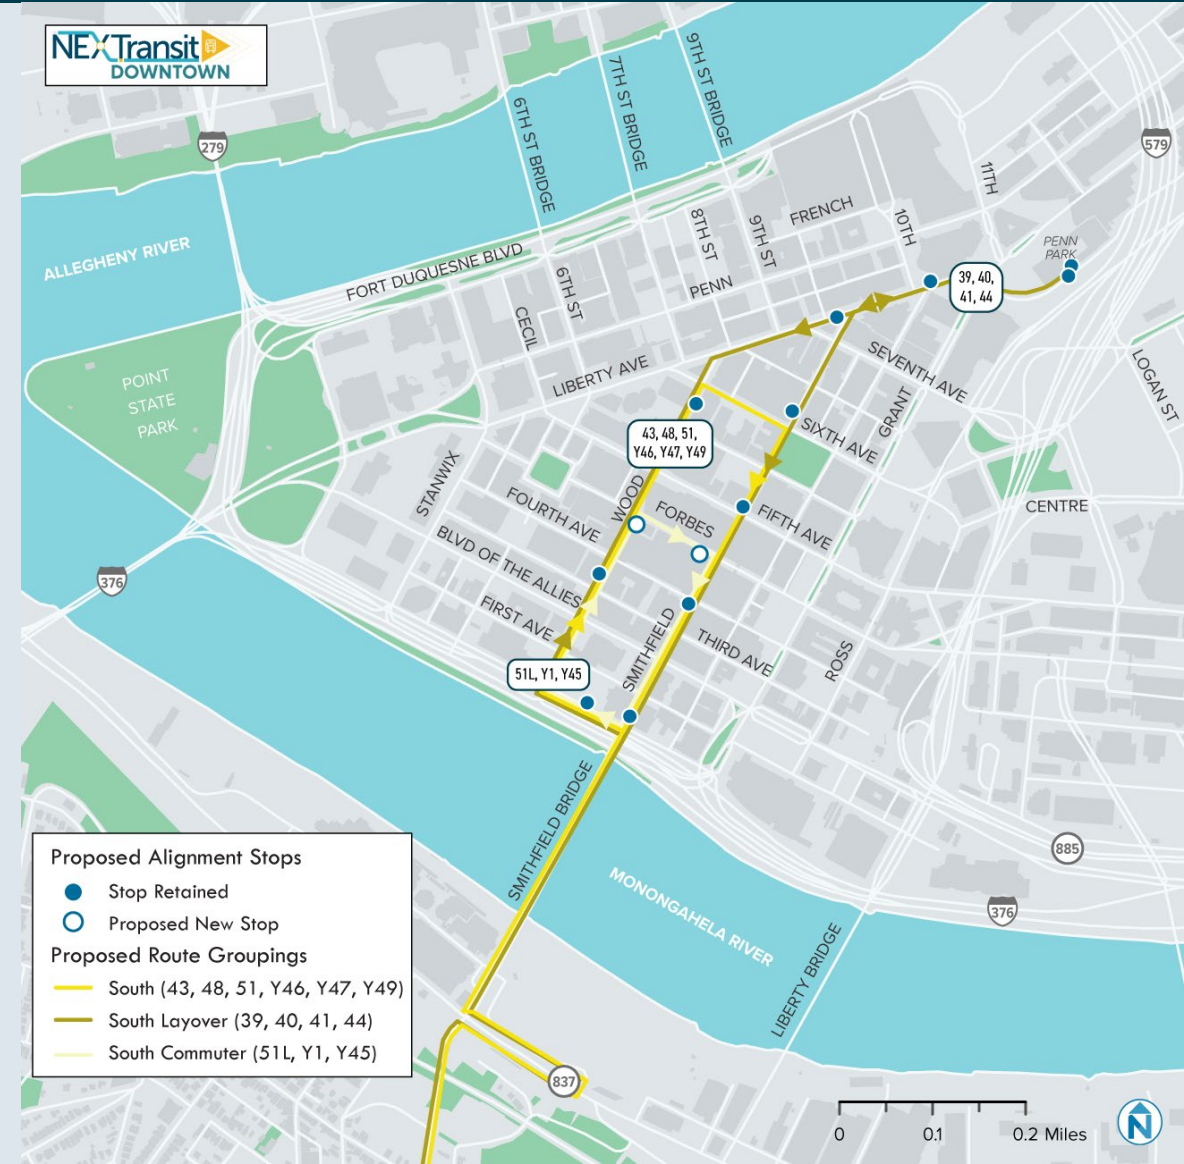 NEXTransit
DOWNTOWN
279
6TH ST BRIDGE
7TH ST BRIDGE
9TH ST BRIDGE
579
ALLEGHENY RIVER
FORT DUQUESNE BLVD
CECIL
6TH ST
8TH ST
9TH ST
PENN
FRENCH
10TH
11TH
PENN
PARK
39, 40,
41, 44
LIBERTY AVE
SEVENTH AVE
GRANT
SIXTH AVE
LOGAN ST
POINT
STATE
PARK
43, 48, 51,
Y46, Y47, Y49
STANWIX
WOOD
FOURTH AVE
FORBES
FIFTH AVE
CENTRE
BLVD OF THE ALLIES
FIRST AVE
376
SMITHFIELD
THIRD AVE
ROSS
51L, Y1, Y45
SMITHFIELD BRIDGE
MONONGAHELA RIVER
LIBERTY BRIDGE
885
376
837
Proposed Alignment Stops
Stop Retained
Proposed New Stop
Proposed Route Groupings
South (43, 48, 51, Y46, Y47, Y49)
South Layover (39, 40, 41, 44)
South Commuter (51L, Y1, Y45)
0 0.1 0.2 Miles
N